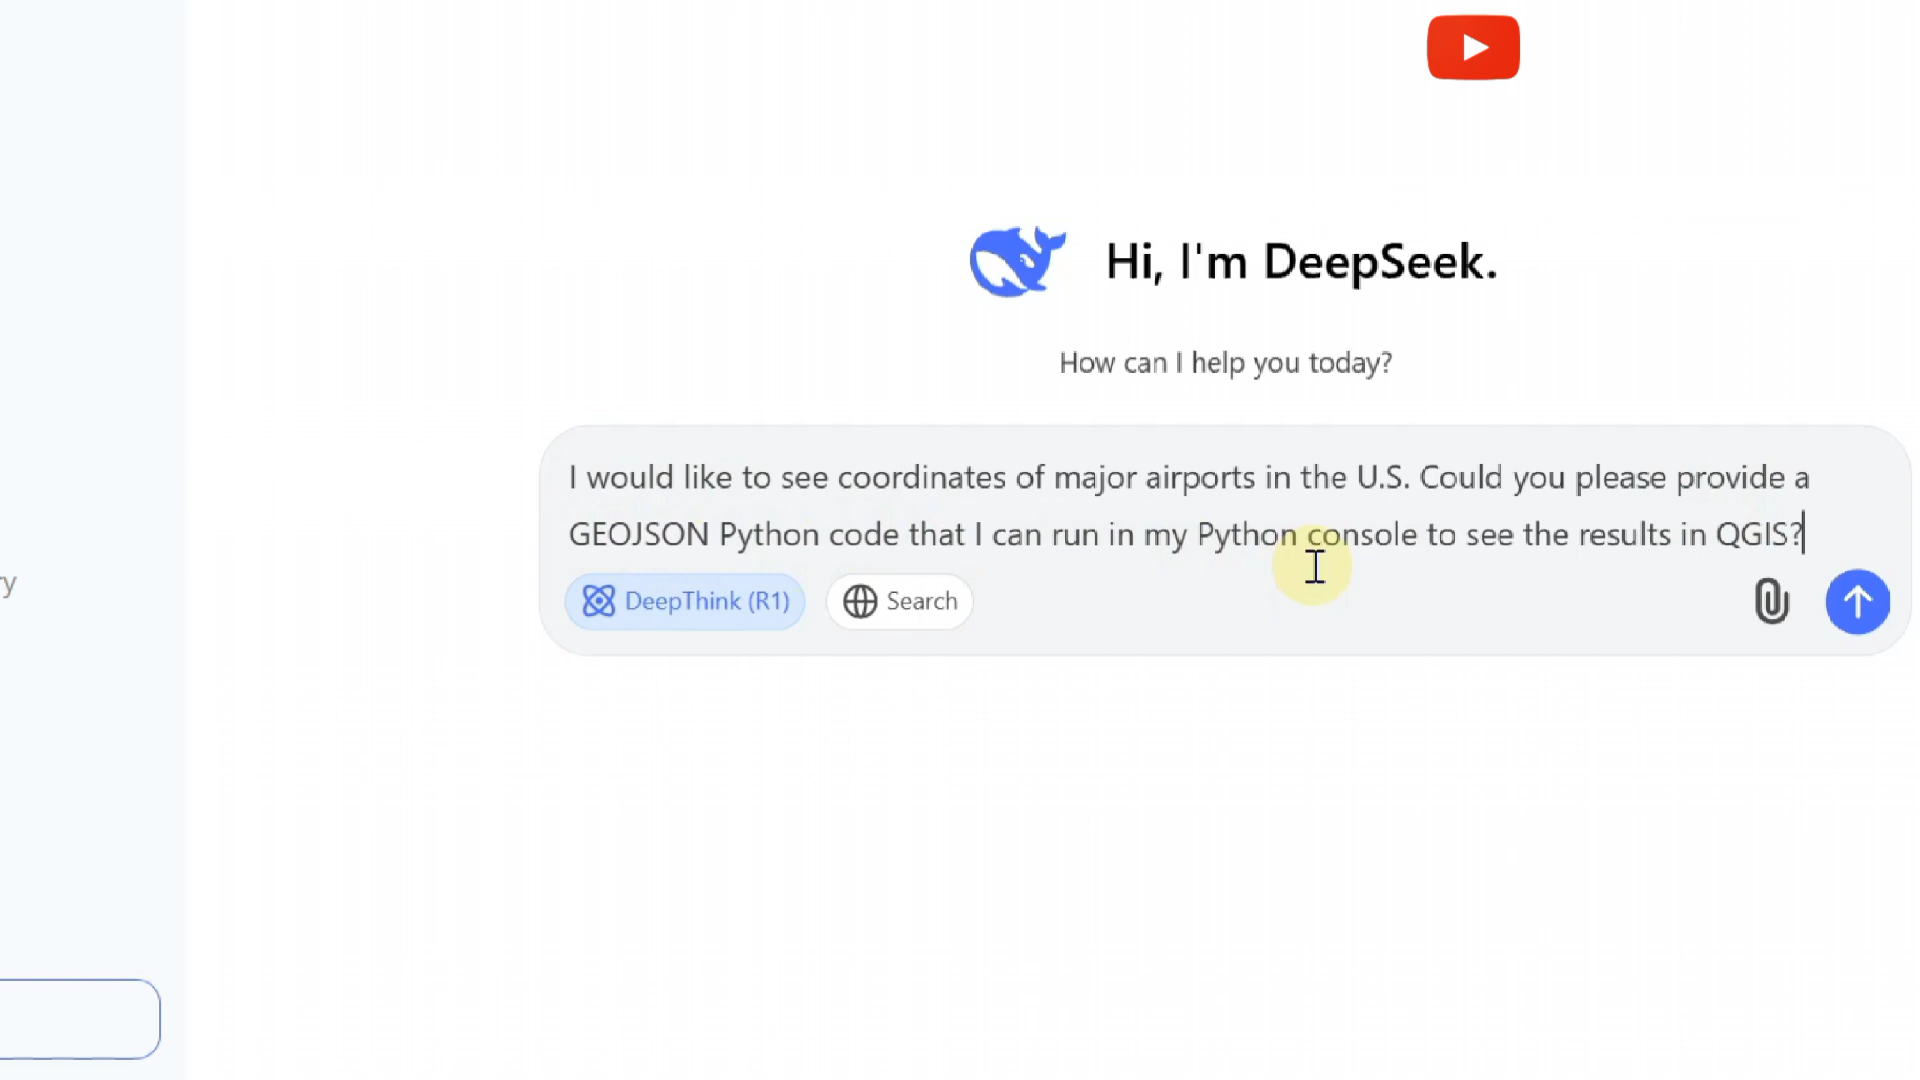 Hi, I'm DeepSeek.
How can I help you today?
I would like to see coordinates of major airports in the U.S. Could you please provide a
GEOJSON Python code that I can run in my Python console to see the results in QGIS?
ry
DeepThink (R1)
Search